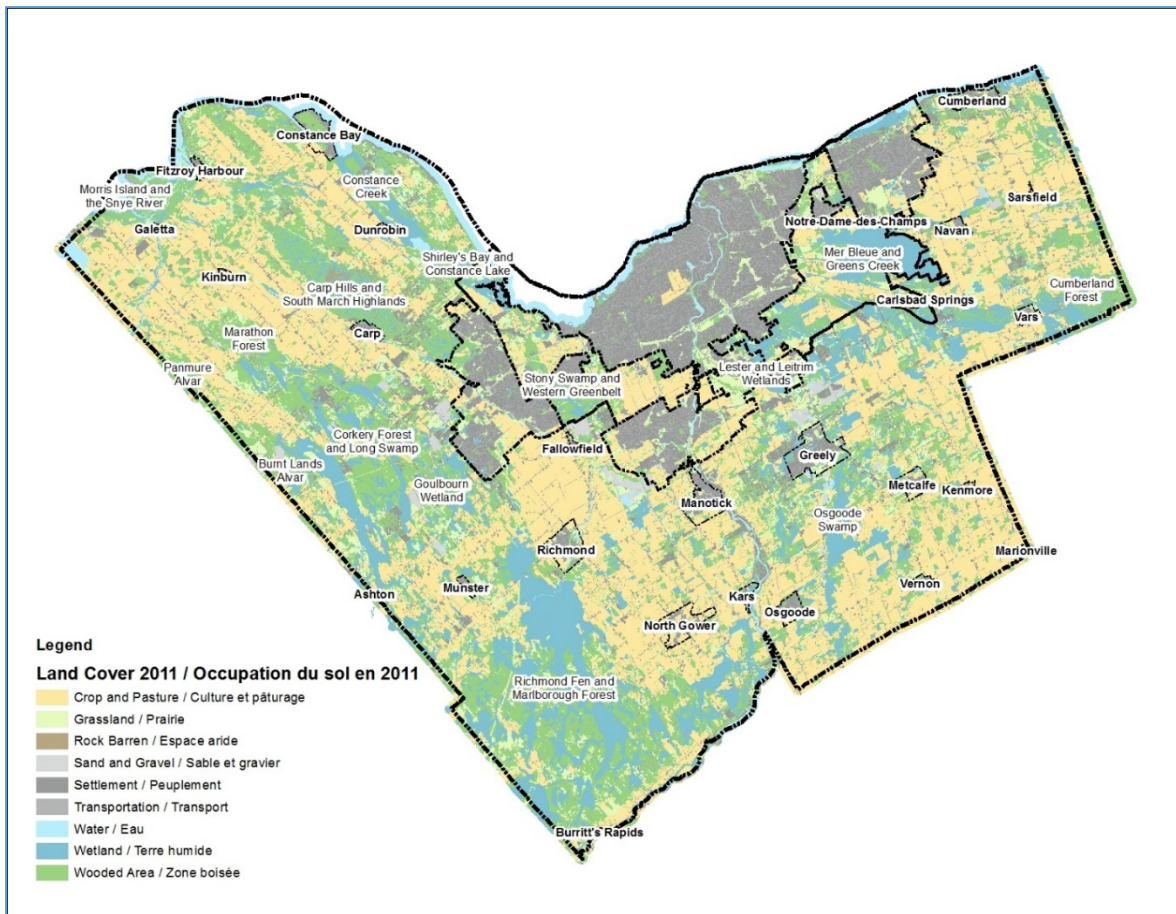 Cumberland
Constance Bay
Fitzroy Harbour
Morris Island and
the Snye River
Constance
Creek
Sarsfield
Galetta
Dunrobin
Notre-Dame-des-Champs
Navan
Shirley's Bay and
Constance Lake
Mer Bleue and
Greens Creek
Kinburn
Carp Hills and
South March Highlands
Cumberland
Forest
Carlsbad Springs
Vars
Marathon
Forest
Carp
Panmure
Alvar
Stony Swamp and
Western Greenbelt
Lester and Leitrim
Wetlands
Corkery Forest
and Long Swamp
Fallowfield
Greely
Burnt Lands
Alvar
Goulbourn
Wetland
Metcalfe
Kenmore
Manotick
Osgoode
Swamp
Richmond
Marionville
Munster
Vernon
Ashton
Kars
Osgoode
North Gower
Richmond Fen and
Marlborough Forest
Burritt's Rapids
Legend
Land Cover 2011 / Occupation du sol en 2011
Crop and Pasture / Culture et pâturage
Grassland / Prairie
Rock Barren / Espace aride
Sand and Gravel / Sable et gravier
Settlement / Peuplement
Transportation / Transport
Water / Eau
Wetland / Terre humide
Wooded Area / Zone boisée